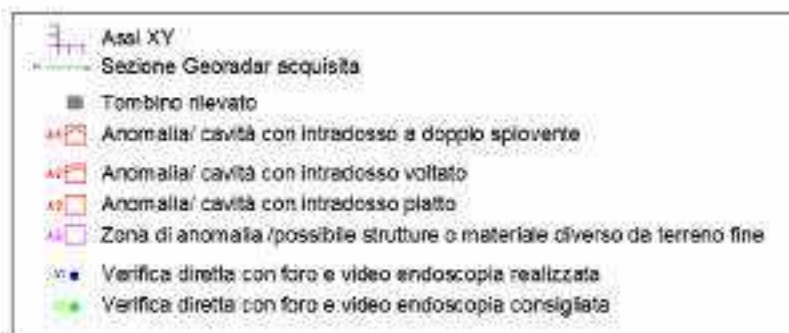 Assi XY
Sezione Georadar acquisita
Tombino rilevato
Anomalia/ cavità con intradosso a doppio spiovente
Anomalia/ cavità con intradosso voltato
Anomalia/ cavità con intradosso piatto
Zona di anomalia /possibile strutture o materiale diverso da terreno fine
Verifica diretta con foro e video endoscopia realizzata
Verifica diretta con foro e video endoscopia consigliata